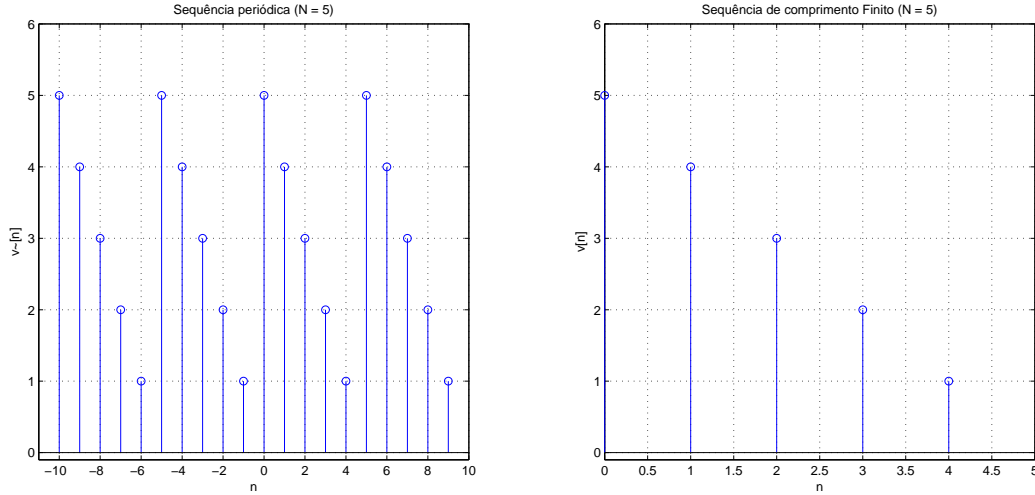 Sequência periódica (N = 5)
6
5
4
3
2
1
0
v~[n]
−10 −8 −6 −4 −2 0 2 4 6 8 10
n
Sequência de comprimento Finito (N = 5)
6
5
4
3
2
1
0
v[n]
0 0.5 1 1.5 2 2.5 3 3.5 4 4.5 5
n